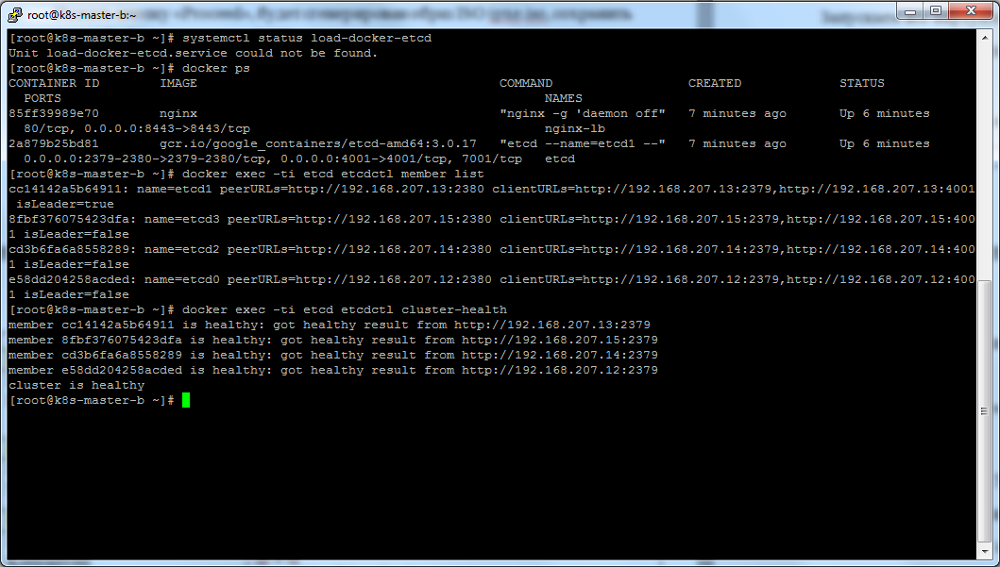 root@k8s-master-b:~
[root@k8s-master-b ~]# systemctl status load-docker-etcd
Unit load-docker-etcd.service could not be found.
[root@k8s-master-b ~]# docker ps
CONTAINER ID        IMAGE                                        COMMAND                  CREATED             STATUS
  PORTS                                                                NAMES
85ff39989e70        nginx                                        "nginx -g 'daemon off"   7 minutes ago       Up 6 minutes
  80/tcp, 0.0.0.0:8443->8443/tcp                                       nginx-lb
2a879b25bd81        gcr.io/google_containers/etcd-amd64:3.0.17   "etcd --name=etcd1 --"   7 minutes ago       Up 6 minutes
  0.0.0.0:2379-2380->2379-2380/tcp, 0.0.0.0:4001->4001/tcp, 7001/tcp   etcd
[root@k8s-master-b ~]# docker exec -ti etcd etcdctl member list
cc14142a5b64911: name=etcd1 peerURLs=http://192.168.207.13:2380 clientURLs=http://192.168.207.13:2379,http://192.168.207.13:4001
 isLeader=true
8fbf376075423dfa: name=etcd3 peerURLs=http://192.168.207.15:2380 clientURLs=http://192.168.207.15:2379,http://192.168.207.15:400
1 isLeader=false
cd3b6fa6a8558289: name=etcd2 peerURLs=http://192.168.207.14:2380 clientURLs=http://192.168.207.14:2379,http://192.168.207.14:400
1 isLeader=false
e58dd204258acded: name=etcd0 peerURLs=http://192.168.207.12:2380 clientURLs=http://192.168.207.12:2379,http://192.168.207.12:400
1 isLeader=false
[root@k8s-master-b ~]# docker exec -ti etcd etcdctl cluster-health
member cc14142a5b64911 is healthy: got healthy result from http://192.168.207.13:2379
member 8fbf376075423dfa is healthy: got healthy result from http://192.168.207.15:2379
member cd3b6fa6a8558289 is healthy: got healthy result from http://192.168.207.14:2379
member e58dd204258acded is healthy: got healthy result from http://192.168.207.12:2379
cluster is healthy
[root@k8s-master-b ~]#